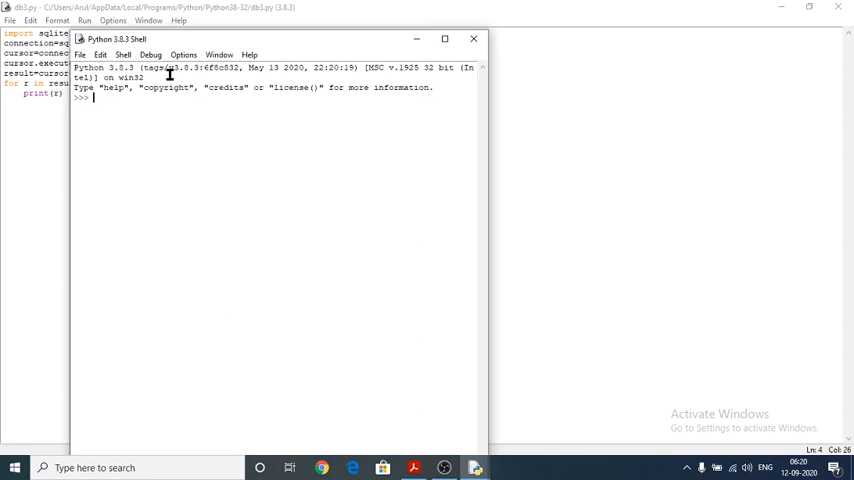 db3.py - C:/Users/Arul/AppData/Local/Programs/Python/Python38-32/db3.py (3.8.3)
File Edit Format Run Options Window Help
import sqlite
connection=sq
cursor=connec
cursor.execut
result=cursor
for r in resu
print(r)
Python 3.8.3 Shell
File Edit Shell Debug Options Window Help
Python 3.8.3 (tags/v3.8.3:6f8c832, May 13 2020, 22:20:19) [MSC v.1925 32 bit (In
tel)] on win32
Type "help", "copyright", "credits" or "license()" for more information.
>>>
Activate Windows
Go to Settings to activate Windows.
Ln: 4 Col: 26
Type here to search
ENG
06:20
12-09-2020